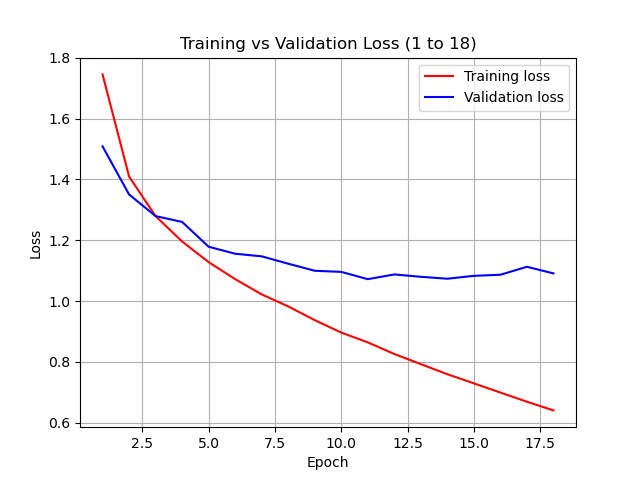 Training vs Validation Loss (1 to 18)
Training loss
Validation loss
Loss
1.8
1.6
1.4
1.2
1.0
0.8
0.6
2.5 5.0 7.5 10.0 12.5 15.0 17.5
Epoch